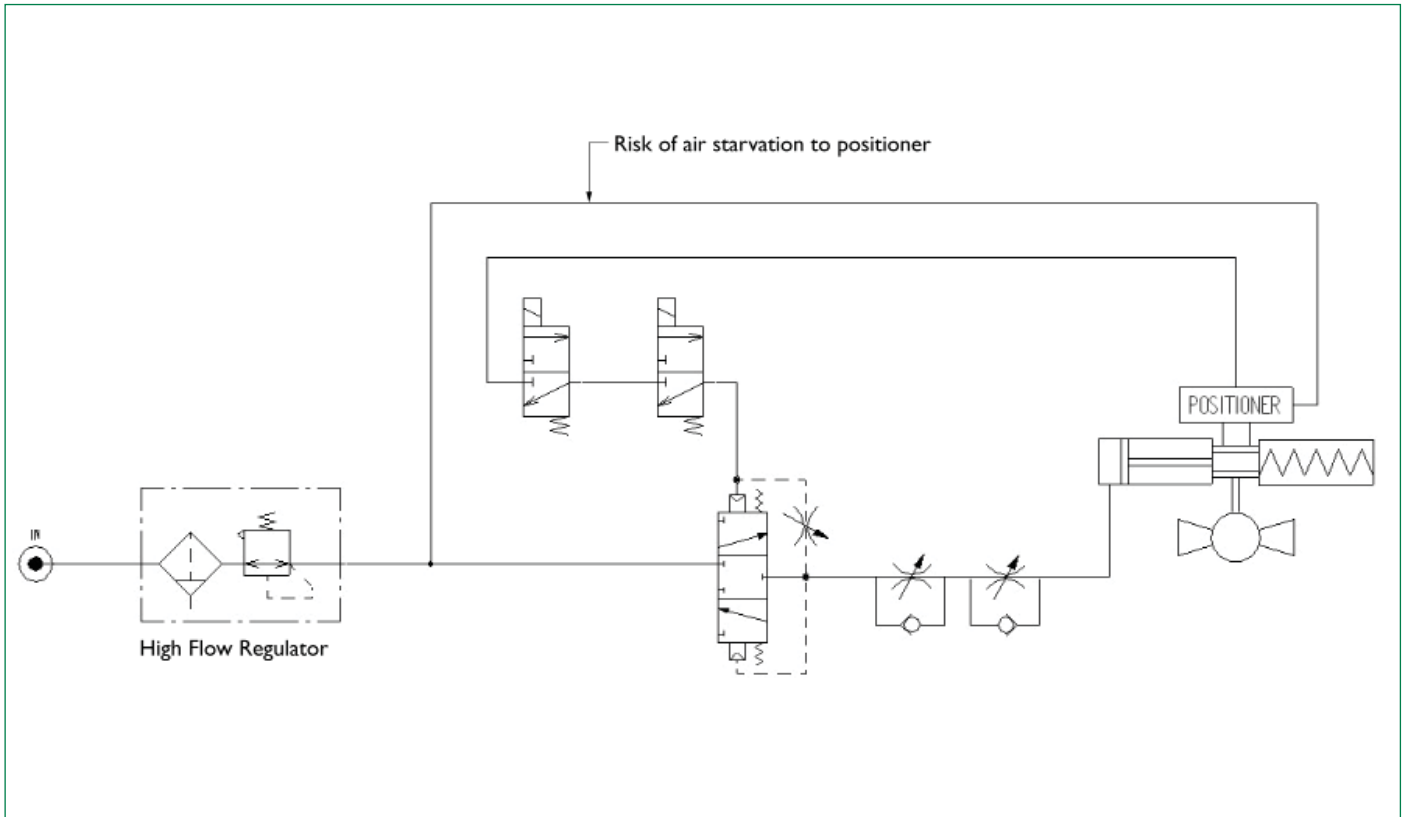 Risk of air starvation to positioner
POSITIONER
IN
High Flow Regulator